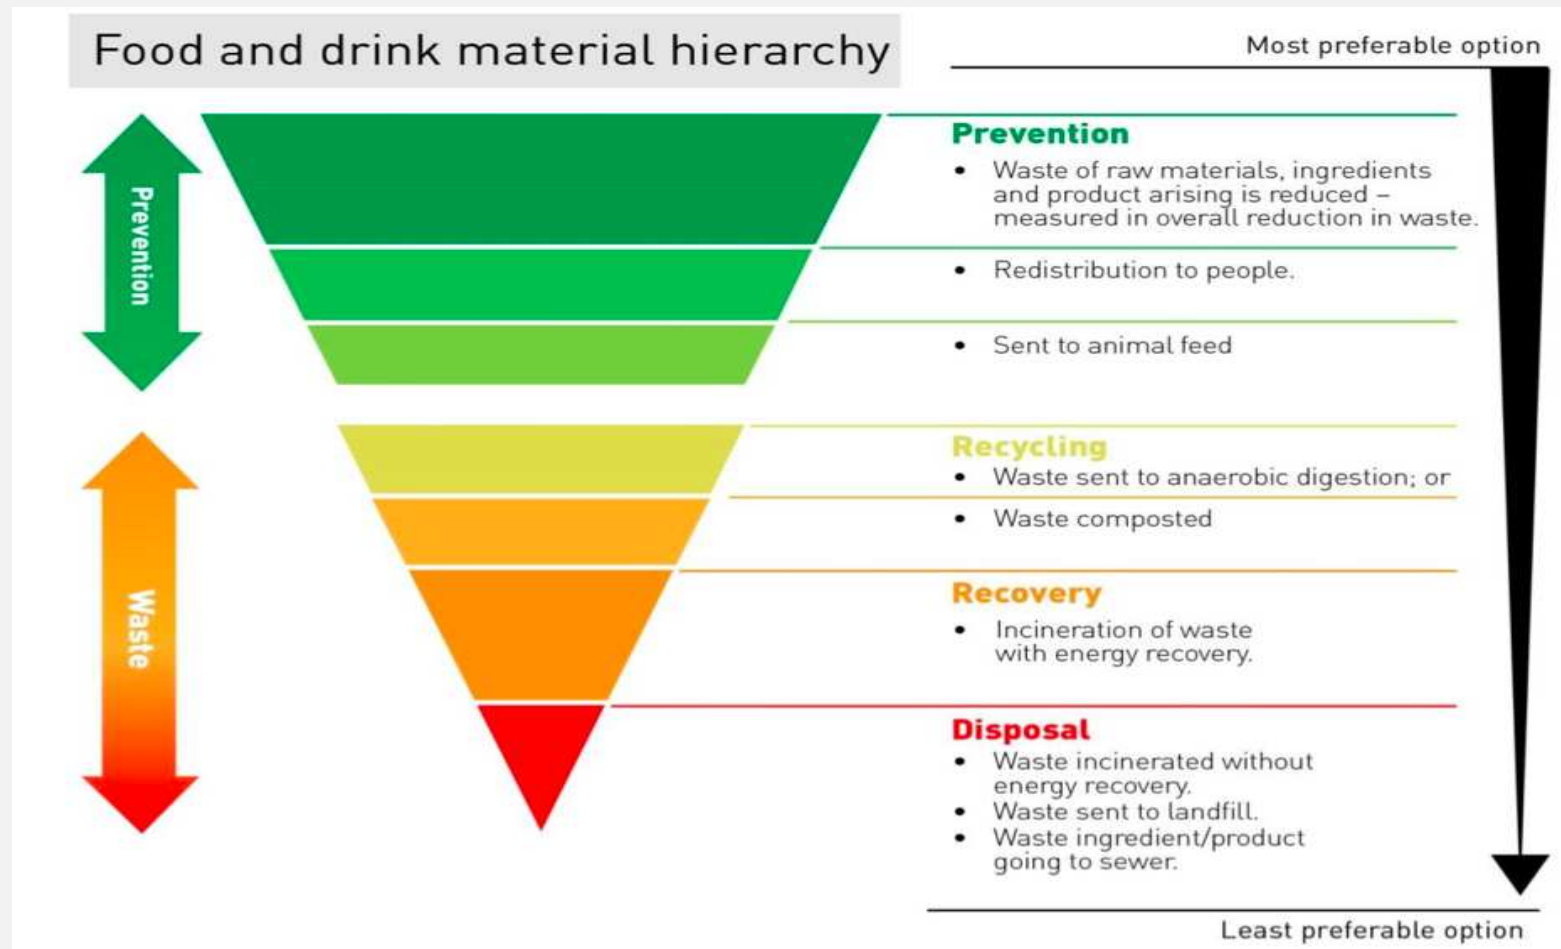 Food and drink material hierarchy
Most preferable option
Prevention
Prevention
• Waste of raw materials, ingredients
and product arising is reduced –
measured in overall reduction in waste.
• Redistribution to people.
• Sent to animal feed
Waste
Recycling
• Waste sent to anaerobic digestion; or
• Waste composted
Recovery
• Incineration of waste
with energy recovery.
Disposal
• Waste incinerated without
energy recovery.
• Waste sent to landfill.
• Waste ingredient/product
going to sewer.
Least preferable option